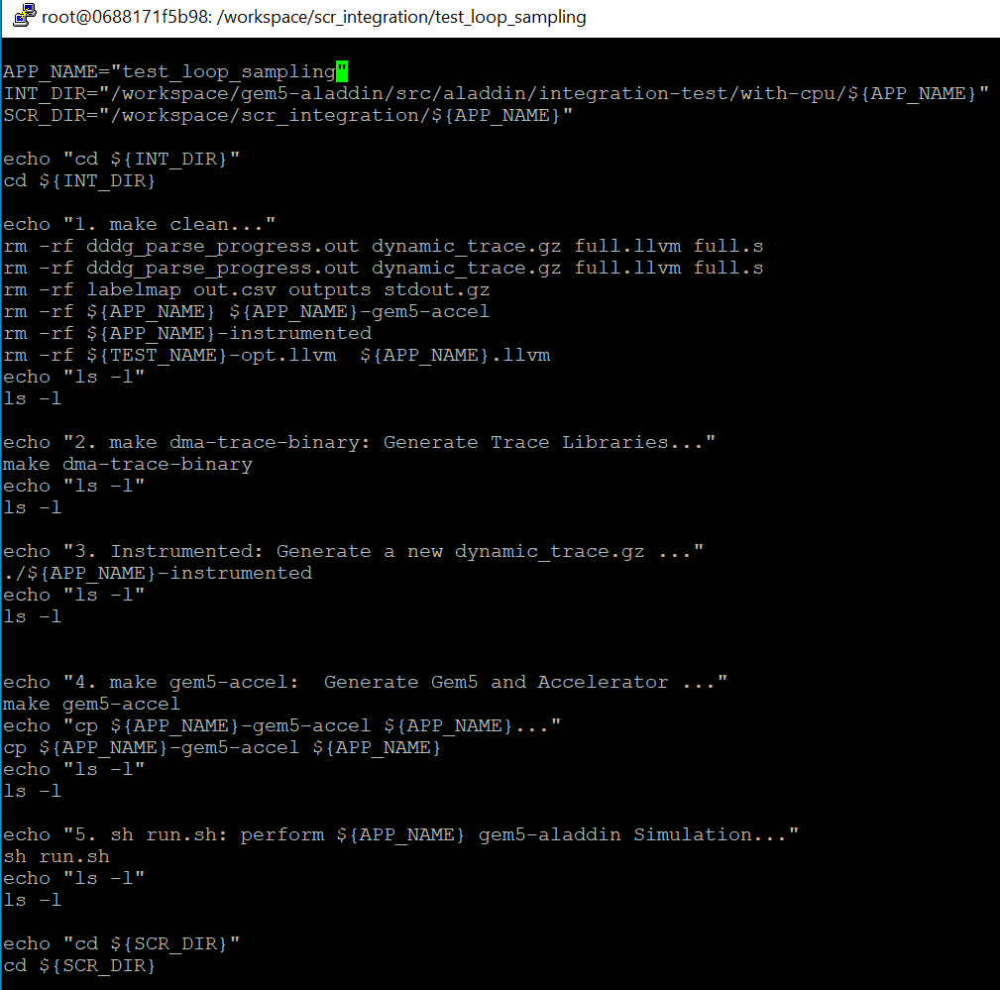 root@0688171f5b98: /workspace/scr_integration/test_loop_sampling
APP_NAME="test_loop_sampling"
INT_DIR="/workspace/gem5-aladdin/src/aladdin/integration-test/with-cpu/${APP_NAME}"
SCR_DIR="/workspace/scr_integration/${APP_NAME}"
echo "cd ${INT_DIR}"
cd ${INT_DIR}
echo "1. make clean..."
rm -rf dddg_parse_progress.out dynamic_trace.gz full.llvm full.s
rm -rf dddg_parse_progress.out dynamic_trace.gz full.llvm full.s
rm -rf labelmap out.csv outputs stdout.gz
rm -rf ${APP_NAME} ${APP_NAME}-gem5-accel
rm -rf ${APP_NAME}-instrumented
rm -rf ${TEST_NAME}-opt.llvm  ${APP_NAME}.llvm
echo "ls -l"
ls -l
echo "2. make dma-trace-binary: Generate Trace Libraries..."
make dma-trace-binary
echo "ls -l"
ls -l
echo "3. Instrumented: Generate a new dynamic_trace.gz ..."
./${APP_NAME}-instrumented
echo "ls -l"
ls -l
echo "4. make gem5-accel:  Generate Gem5 and Accelerator ..."
make gem5-accel
echo "cp ${APP_NAME}-gem5-accel ${APP_NAME}..."
cp ${APP_NAME}-gem5-accel ${APP_NAME}
echo "ls -l"
ls -l
echo "5. sh run.sh: perform ${APP_NAME} gem5-aladdin Simulation..."
sh run.sh
echo "ls -l"
ls -l
echo "cd ${SCR_DIR}"
cd ${SCR_DIR}